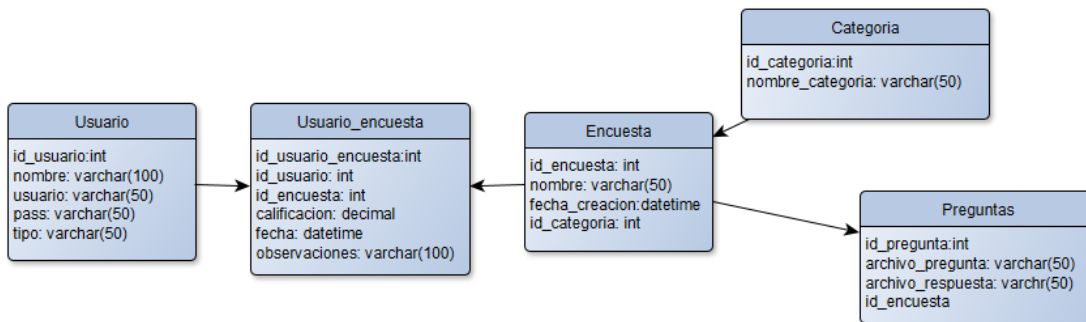 Categoria
id_categoria:int
nombre_categoria: varchar(50)
Usuario
id_usuario:int
nombre: varchar(100)
usuario: varchar(50)
pass: varchar(50)
tipo: varchar(50)
Usuario_encuesta
id_usuario_encuesta:int
id_usuario: int
id_encuesta: int
calificacion: decimal
fecha: datetime
observaciones: varchar(100)
Encuesta
id_encuesta: int
nombre: varchar(50)
fecha_creacion:datetime
id_categoria: int
Preguntas
id_pregunta:int
archivo_pregunta: varchar(50)
archivo_respuesta: varchr(50)
id_encuesta